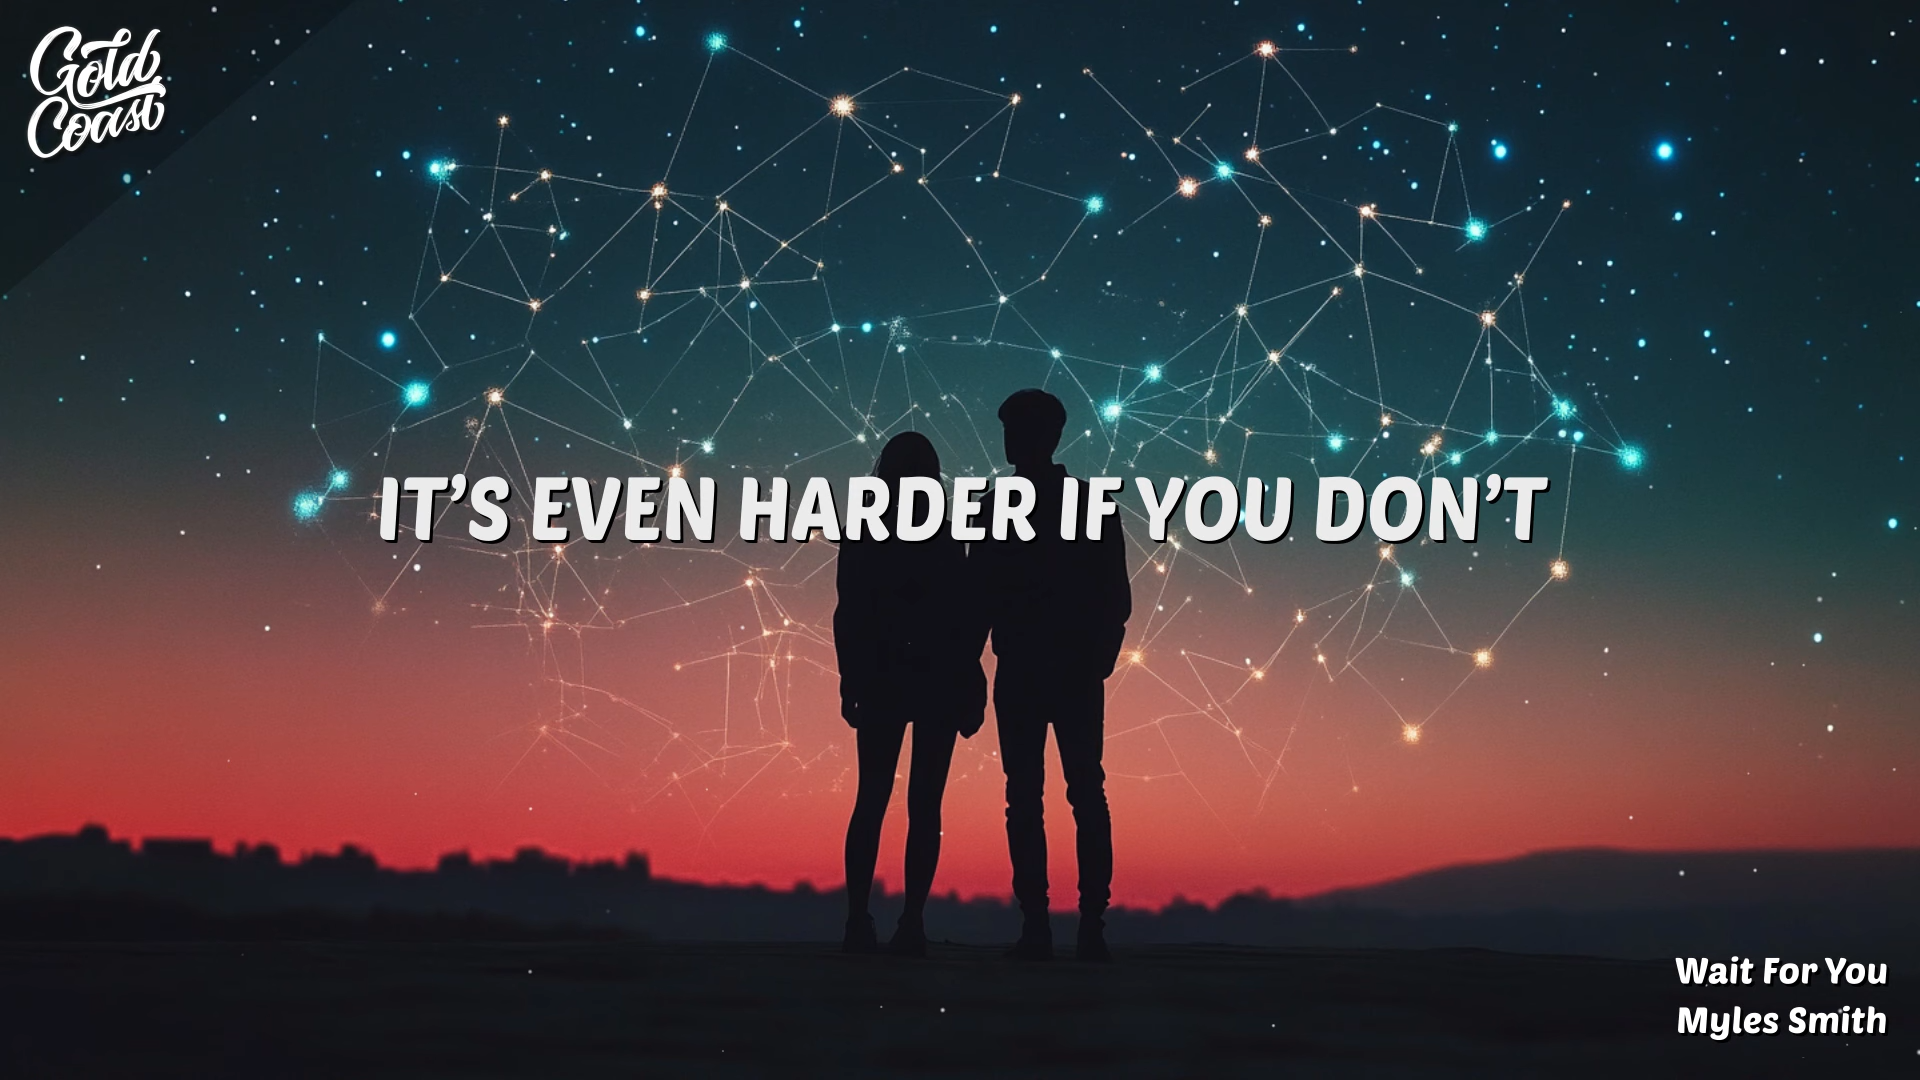 Gold
Coast
IT’S EVEN HARDER IF YOU DON’T
Wait For You
Myles Smith